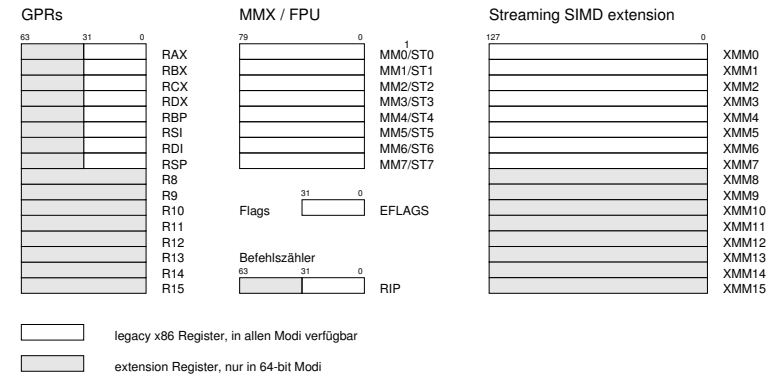 GPRs
63 31 0
RAX
RBX
RCX
RDX
RBP
RSI
RDI
RSP
R8
R9
R10
R11
R12
R13
R14
R15
MMX / FPU
79 0
1
MM0/ST0
MM1/ST1
MM2/ST2
MM3/ST3
MM4/ST4
MM5/ST5
MM6/ST6
MM7/ST7
31 0
Flags EFLAGS
Befehlszähler
63 31 0
RIP
Streaming SIMD extension
127 0
XMM0
XMM1
XMM2
XMM3
XMM4
XMM5
XMM6
XMM7
XMM8
XMM9
XMM10
XMM11
XMM12
XMM13
XMM14
XMM15
legacy x86 Register, in allen Modi verfügbar
extension Register, nur in 64-bit Modi